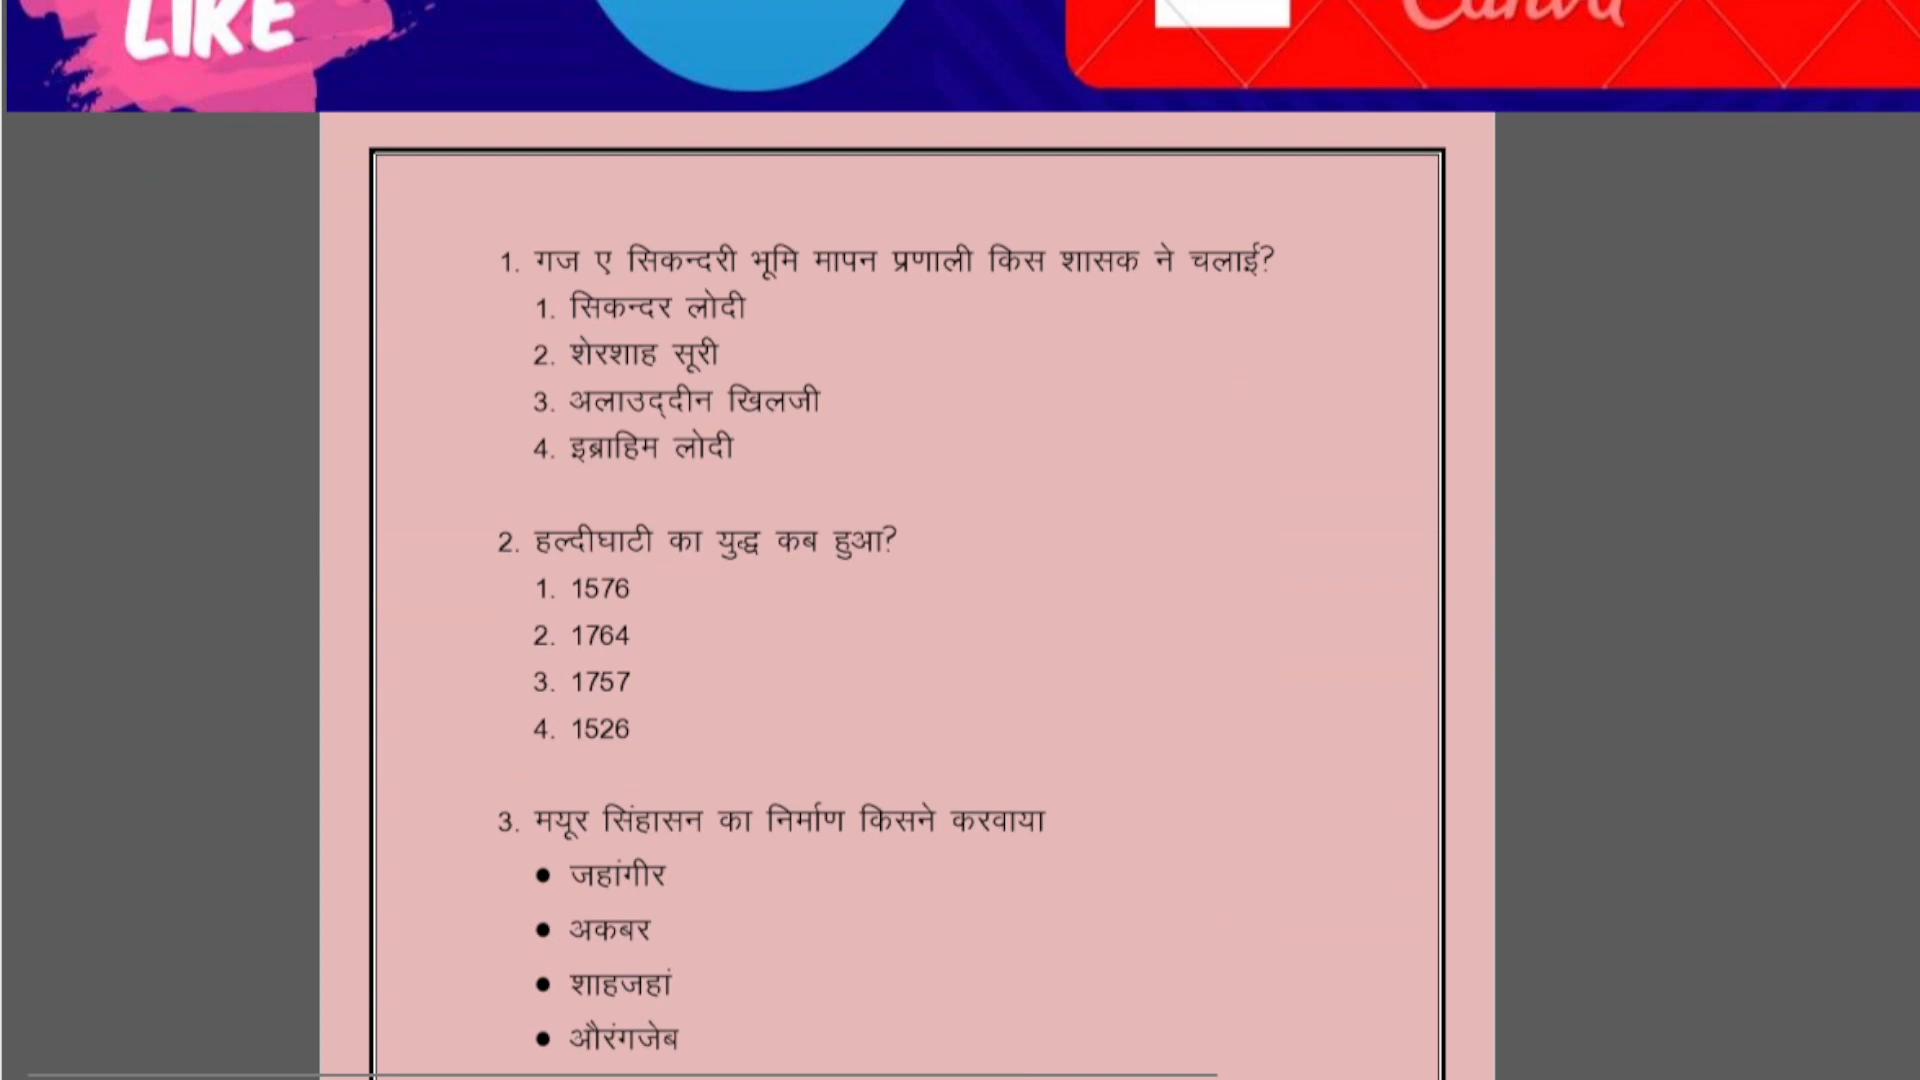 LIKE
Canva
1. गज ए सिकन्दरी भूमि मापन प्रणाली किस शासक ने चलाई?
1. सिकन्दर लोदी
2. शेरशाह सूरी
3. अलाउद्दीन खिलजी
4. इब्राहिम लोदी
2. हल्दीघाटी का युद्ध कब हुआ?
1. 1576
2. 1764
3. 1757
4. 1526
3. मयूर सिंहासन का निर्माण किसने करवाया
• जहांगीर
• अकबर
• शाहजहां
• औरंगजेब